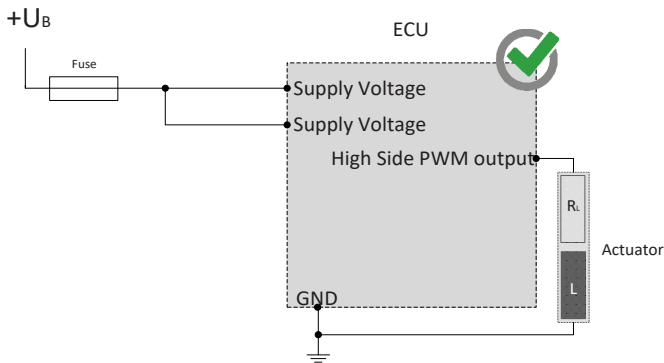 +UB
ECU
Fuse
Supply Voltage
Supply Voltage
High Side PWM output
RL
Actuator
L
GND